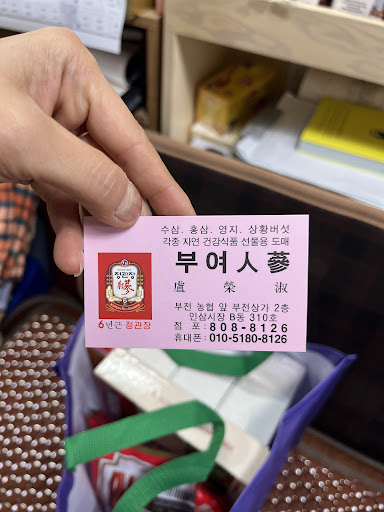 수삼. 홍삼. 영지. 상황버섯
각종 자연 건강식품 선물용 도매
부여人蔘
盧榮淑
정관장
蔘
6년근 정관장
부전 농협 앞 부전상가 2층
인삼시장 B동 310호
점 포 : 808-8126
휴대폰 : 010-5180-8126